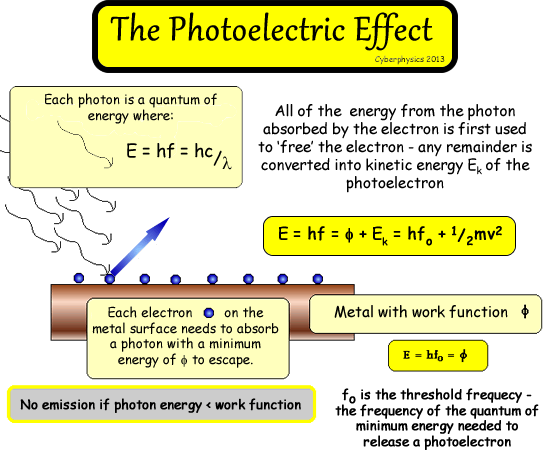 The Photoelectric Effect
Cyberphysics 2013
Each photon is a quantum of
energy where:
E = hf = hc/λ
All of the energy from the photon
absorbed by the electron is first used
to 'free' the electron - any remainder is
converted into kinetic energy Eₖ of the
photoelectron
E = hf = ϕ + Eₖ = hfₒ + ¹/₂mv²
Each electron on the
metal surface needs to absorb
a photon with a minimum
energy of ϕ to escape.
Metal with work function ϕ
E = hf₀ = ϕ
No emission if photon energy < work function
fₒ is the threshold frequecy -
the frequency of the quantum of
minimum energy needed to
release a photoelectron